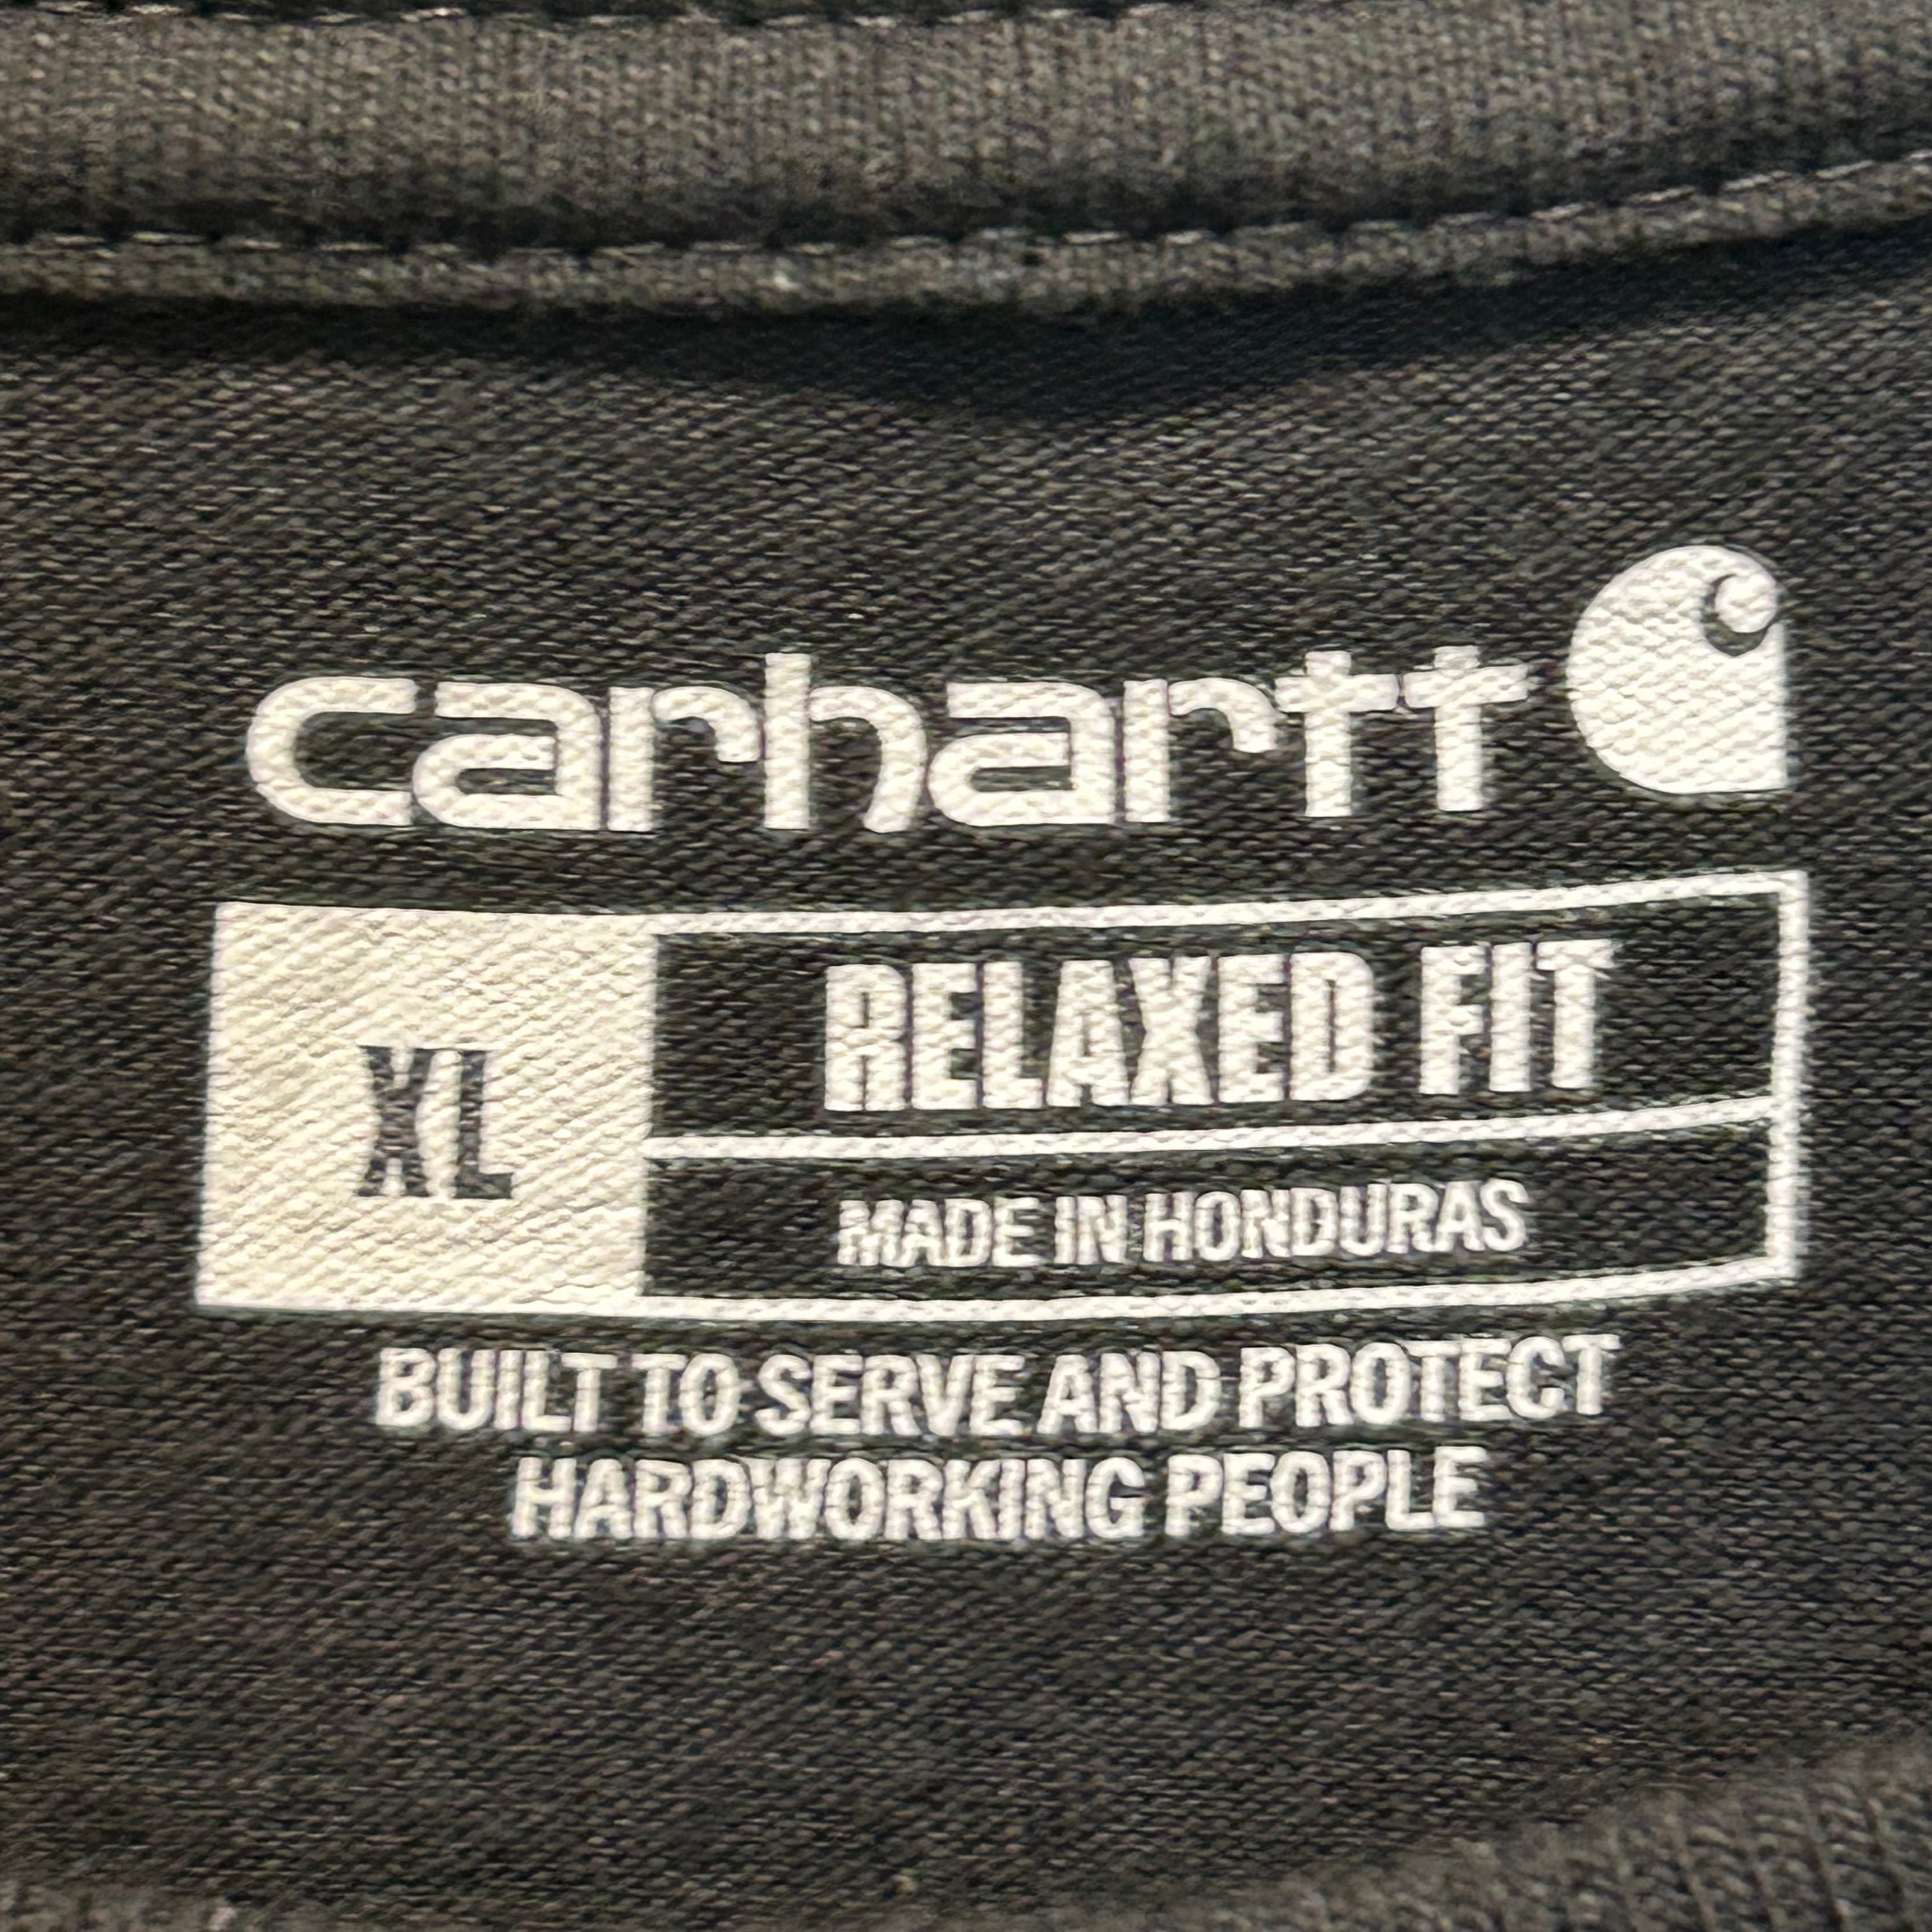 carhartt
XL
RELAXED FIT
MADE IN HONDURAS
BUILT TO SERVE AND PROTECT
HARDWORKING PEOPLE